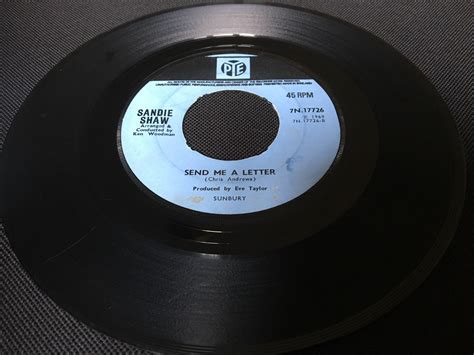 PYE
45 RPM
SANDIE
SHAW
Arranged &
Conducted by
Ken Woodman
7N.17726
℗ 1969
7N.17726-B
SEND ME A LETTER
(Chris Andrews)
Produced by Eve Taylor
SUNBURY